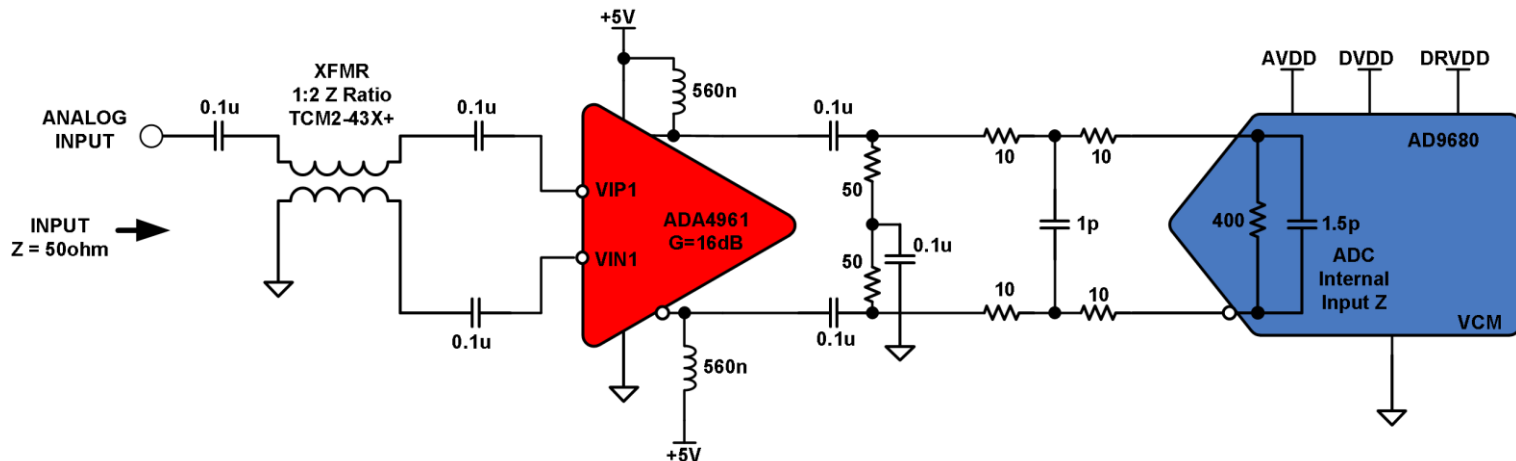 +5V
XFMR
1:2 Z Ratio
TCM2-43X+
0.1u
0.1u
ANALOG
INPUT
INPUT
Z = 50ohm
0.1u
VIP1
VIN1
ADA4961
G=16dB
560n
560n
+5V
0.1u
0.1u
50
50
0.1u
10
10
10
10
1p
AVDD
DVDD
DRVDD
AD9680
400
1.5p
ADC
Internal
Input Z
VCM